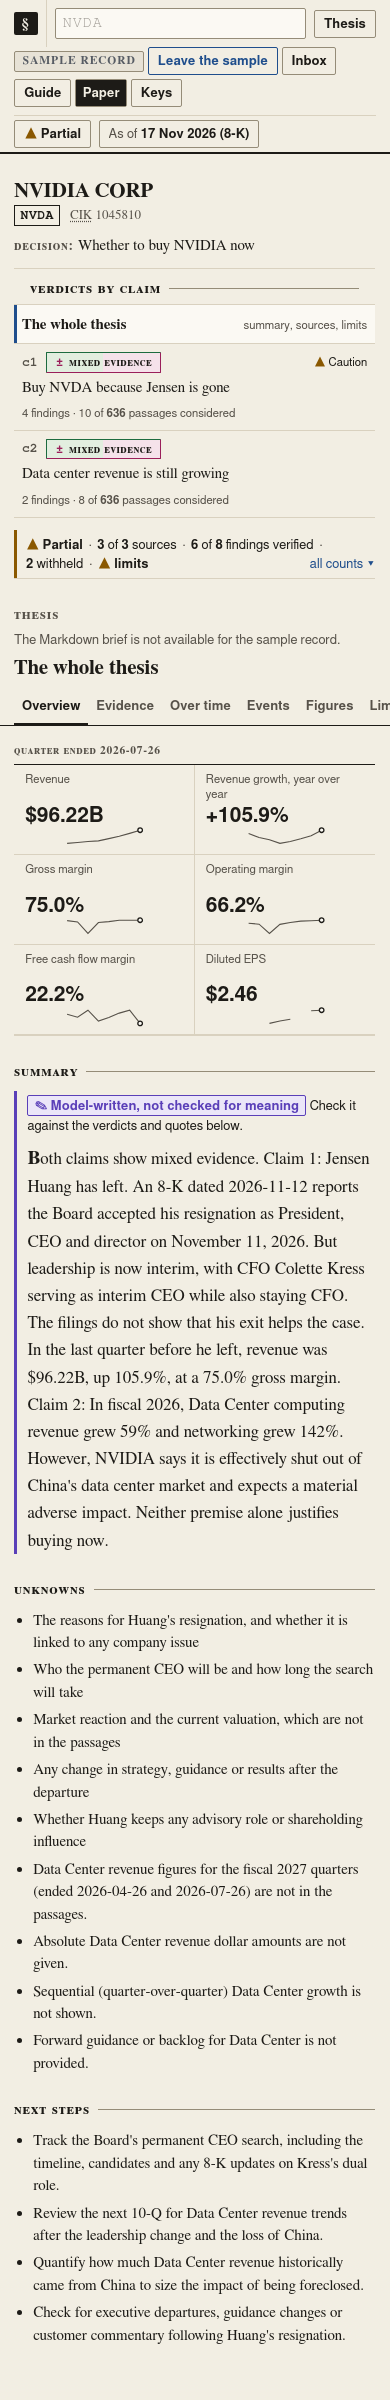 §
NVDA
Thesis
SAMPLE RECORD
Leave the sample
Inbox
Guide
Paper
Keys
Partial
As of 17 Nov 2026 (8-K)
NVIDIA CORP
NVDA
CIK 1045810
DECISION: Whether to buy NVIDIA now
VERDICTS BY CLAIM
The whole thesis
summary, sources, limits
c1 ± MIXED EVIDENCE
Caution
Buy NVDA because Jensen is gone
4 findings · 10 of 636 passages considered
c2 ± MIXED EVIDENCE
Data center revenue is still growing
2 findings · 8 of 636 passages considered
Partial · 3 of 3 sources · 6 of 8 findings verified ·
2 withheld · limits
all counts ▾
THESIS
The Markdown brief is not available for the sample record.
The whole thesis
Overview Evidence Over time Events Figures Lim
QUARTER ENDED 2026-07-26
Revenue
$96.22B
Revenue growth, year over
year
+105.9%
Gross margin
75.0%
Operating margin
66.2%
Free cash flow margin
22.2%
Diluted EPS
$2.46
SUMMARY
✎ Model-written, not checked for meaning Check it
against the verdicts and quotes below.
Both claims show mixed evidence. Claim 1: Jensen
Huang has left. An 8-K dated 2026-11-12 reports
the Board accepted his resignation as President,
CEO and director on November 11, 2026. But
leadership is now interim, with CFO Colette Kress
serving as interim CEO while also staying CFO.
The filings do not show that his exit helps the case.
In the last quarter before he left, revenue was
$96.22B, up 105.9%, at a 75.0% gross margin.
Claim 2: In fiscal 2026, Data Center computing
revenue grew 59% and networking grew 142%.
However, NVIDIA says it is effectively shut out of
China's data center market and expects a material
adverse impact. Neither premise alone justifies
buying now.
UNKNOWNS
• The reasons for Huang's resignation, and whether it is
linked to any company issue
• Who the permanent CEO will be and how long the search
will take
• Market reaction and the current valuation, which are not
in the passages
• Any change in strategy, guidance or results after the
departure
• Whether Huang keeps any advisory role or shareholding
influence
• Data Center revenue figures for the fiscal 2027 quarters
(ended 2026-04-26 and 2026-07-26) are not in the
passages.
• Absolute Data Center revenue dollar amounts are not
given.
• Sequential (quarter-over-quarter) Data Center growth is
not shown.
• Forward guidance or backlog for Data Center is not
provided.
NEXT STEPS
• Track the Board's permanent CEO search, including the
timeline, candidates and any 8-K updates on Kress's dual
role.
• Review the next 10-Q for Data Center revenue trends
after the leadership change and the loss of China.
• Quantify how much Data Center revenue historically
came from China to size the impact of being foreclosed.
• Check for executive departures, guidance changes or
customer commentary following Huang's resignation.